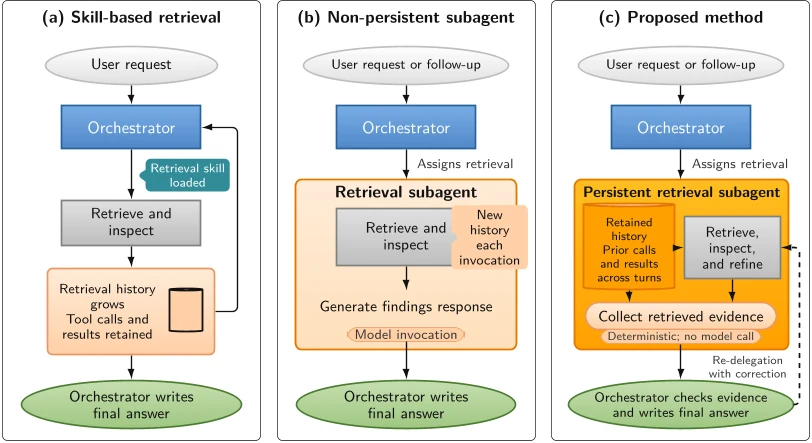 (a) Skill-based retrieval
User request
Orchestrator
Retrieval skill
loaded
Retrieve and
inspect
Retrieval history
grows
Tool calls and
results retained
Orchestrator writes
final answer
(b) Non-persistent subagent
User request or follow-up
Orchestrator
Assigns retrieval
Retrieval subagent
Retrieve and
inspect
New
history
each
invocation
Generate findings response
Model invocation
Orchestrator writes
final answer
(c) Proposed method
User request or follow-up
Orchestrator
Assigns retrieval
Persistent retrieval subagent
Retained
history
Prior calls
and results
across turns
Retrieve,
inspect,
and refine
Collect retrieved evidence
Deterministic; no model call
Re-delegation
with correction
Orchestrator checks evidence
and writes final answer